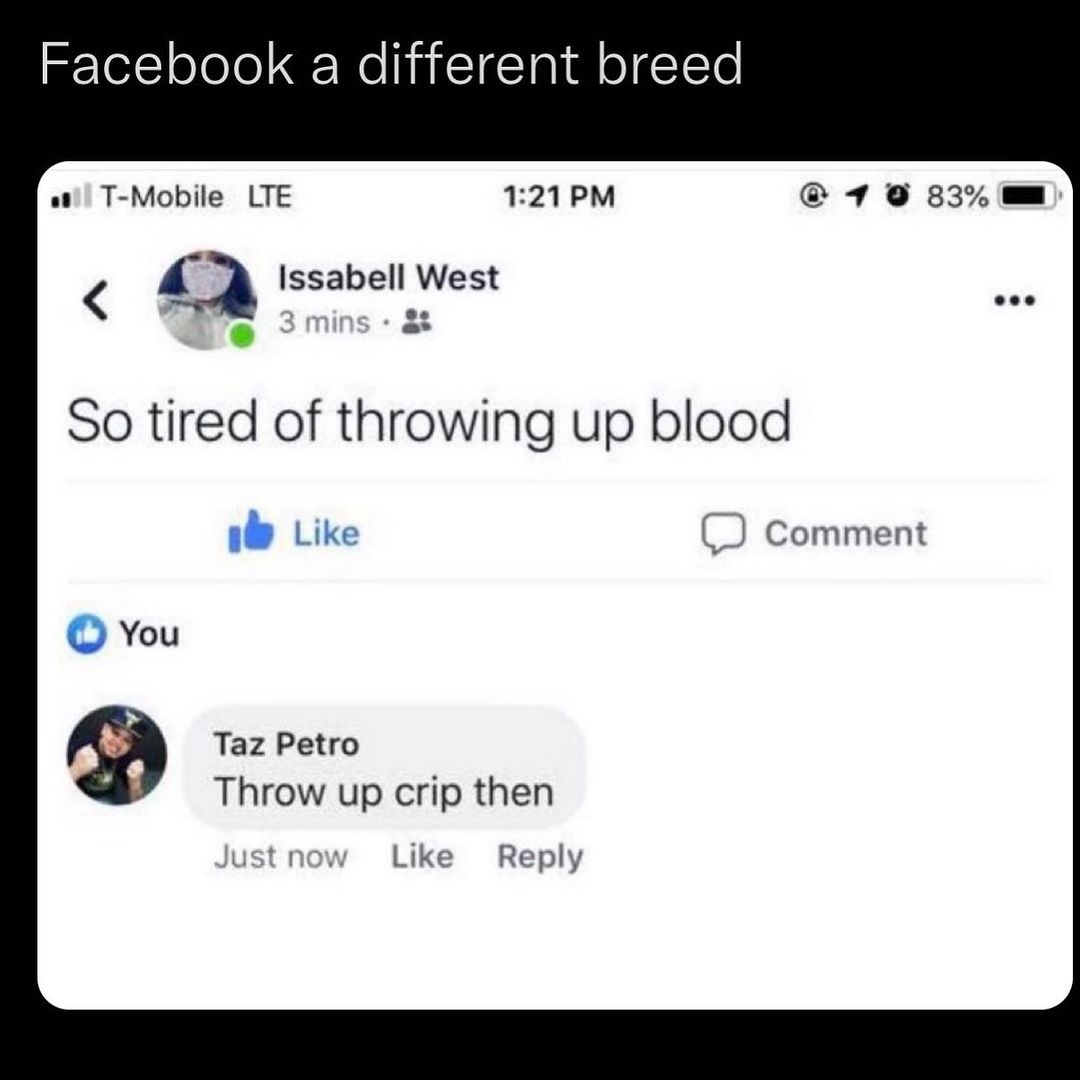 Facebook a different breed
T-Mobile LTE 1:21 PM 83%
Issabell West
3 mins ·
So tired of throwing up blood
Like Comment
You
Taz Petro
Throw up crip then
Just now Like Reply